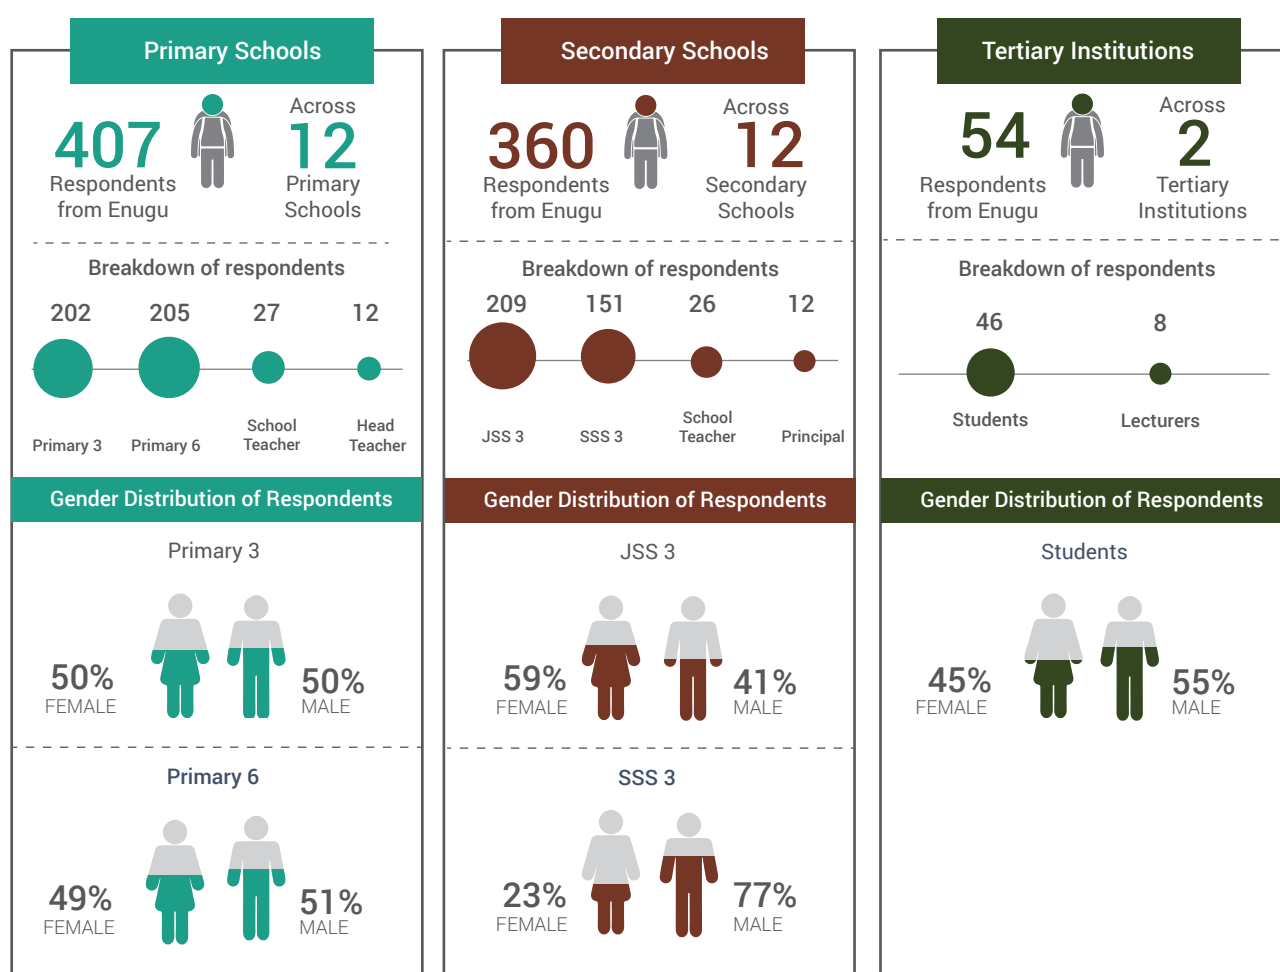 Primary Schools
407
Respondents
from Enugu
Across
12
Primary
Schools
Breakdown of respondents
202
205
27
12
Primary 3
Primary 6
School
Teacher
Head
Teacher
Gender Distribution of Respondents
Primary 3
50%
FEMALE
50%
MALE
Primary 6
49%
FEMALE
51%
MALE
Secondary Schools
360
Respondents
from Enugu
Across
12
Secondary
Schools
Breakdown of respondents
209
151
26
12
JSS 3
SSS 3
School
Teacher
Principal
Gender Distribution of Respondents
JSS 3
59%
FEMALE
41%
MALE
SSS 3
23%
FEMALE
77%
MALE
Tertiary Institutions
54
Respondents
from Enugu
Across
2
Tertiary
Institutions
Breakdown of respondents
46
8
Students
Lecturers
Gender Distribution of Respondents
Students
45%
FEMALE
55%
MALE